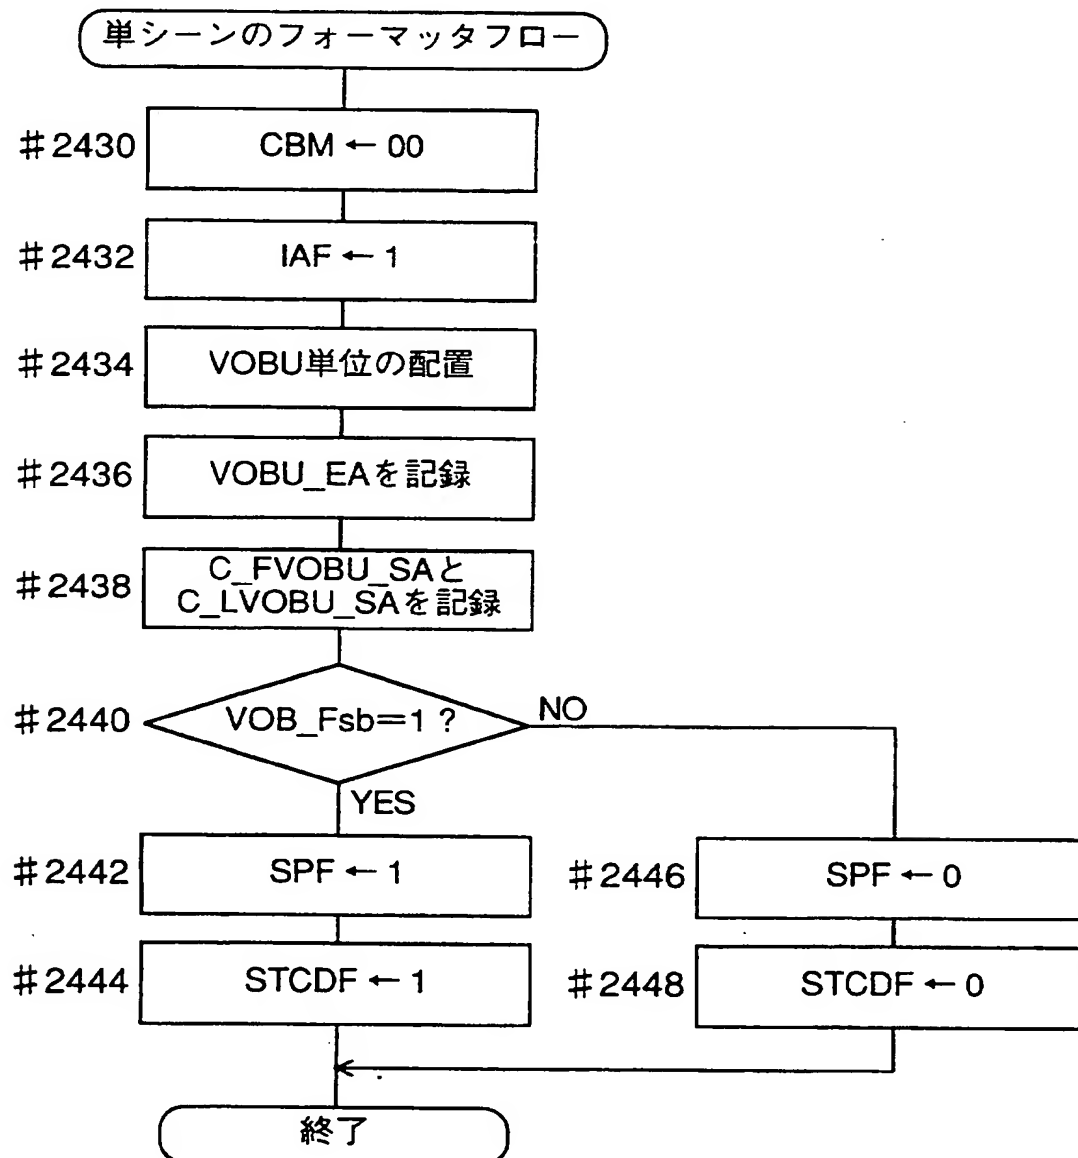 単シーンのフォーマッタフロー
#2430
CBM ← 00
#2432
IAF ← 1
#2434
VOBU単位の配置
#2436
VOBU_EAを記録
#2438
C_FVOBU_SAと
C_LVOBU_SAを記録
#2440
VOB_Fsb=1 ?
NO
YES
#2442
SPF ← 1
#2446
SPF ← 0
#2444
STCDF ← 1
#2448
STCDF ← 0
終了